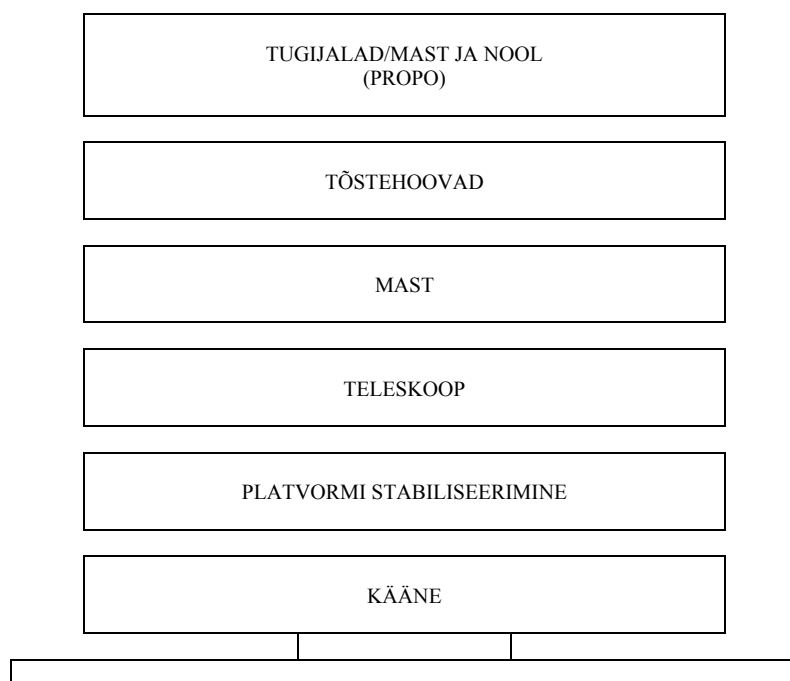 TUGIJALAD/MAST JA NOOL
(PROPO)
TÕSTEHOOVAD
MAST
TELESKOOP
PLATVORMI STABILISEERIMINE
KÄÄNE